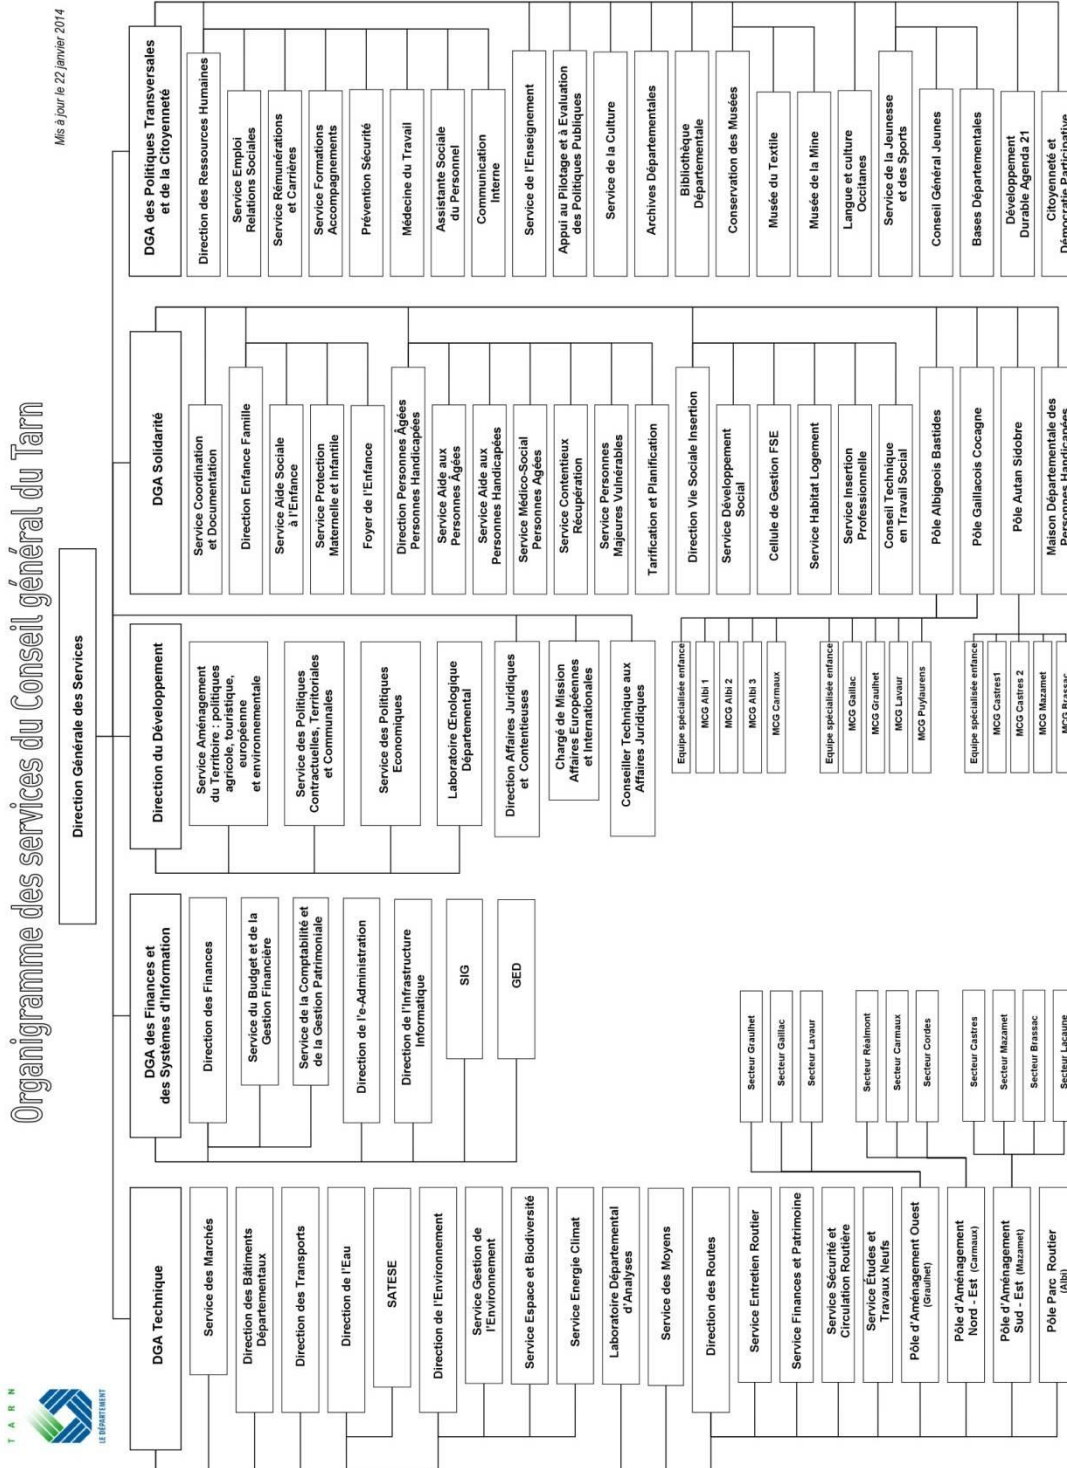 TARN
LE DÉPARTEMENT
Organigramme des services du Conseil général du Tarn
Mis à jour le 22 janvier 2014
Direction Générale des Services
DGA Technique
Service des Marchés
Direction des Bâtiments
Départementaux
Direction des Transports
Direction de l'Eau
SATESE
Direction de l'Environnement
Service Gestion de
l'Environnement
Service Espace et Biodiversité
Service Energie Climat
Laboratoire Départemental
d'Analyses
Service des Moyens
Direction des Routes
Service Entretien Routier
Service Finances et Patrimoine
Service Sécurité et
Circulation Routière
Service Études et
Travaux Neufs
Pôle d'Aménagement Ouest
(Graulhet)
Pôle d'Aménagement
Nord - Est (Carmaux)
Pôle d'Aménagement
Sud - Est (Mazamet)
Pôle Parc Routier
(Albi)
Secteur Graulhet
Secteur Gaillac
Secteur Lavaur
Secteur Réalmont
Secteur Carmaux
Secteur Cordes
Secteur Castres
Secteur Mazamet
Secteur Brassac
Secteur Lacaune
DGA des Finances et
des Systèmes d'Information
Direction des Finances
Service du Budget et de la
Gestion Financière
Service de la Comptabilité et
de la Gestion Patrimoniale
Direction de l'e-Administration
Direction de l'Infrastructure
Informatique
SIG
GED
Direction du Développement
Service Aménagement
du Territoire : politiques
agricole, touristique,
européenne
et environnementale
Service des Politiques
Contractuelles, Territoriales
et Communales
Service des Politiques
Economiques
Laboratoire Œnologique
Départemental
Direction Affaires Juridiques
et Contentieuses
Chargé de Mission
Affaires Européennes
et Internationales
Conseiller Technique aux
Affaires Juridiques
DGA Solidarité
Service Coordination
et Documentation
Direction Enfance Famille
Service Aide Sociale
à l'Enfance
Service Protection
Maternelle et Infantile
Foyer de l'Enfance
Direction Personnes Âgées
Personnes Handicapées
Service Aide aux
Personnes Âgées
Service Aide aux
Personnes Handicapées
Service Médico-Social
Personnes Agées
Service Contentieux
Récupération
Service Personnes
Majeures Vulnérables
Tarification et Planification
Direction Vie Sociale Insertion
Service Développement
Social
Cellule de Gestion FSE
Service Habitat Logement
Service Insertion
Professionnelle
Conseil Technique
en Travail Social
Pôle Albigeois Bastides
Pôle Gaillacois Cocagne
Pôle Autan Sidobre
Maison Départementale des
Personnes Handicapées
Equipe spécialisée enfance
MCG Albi 1
MCG Albi 2
MCG Albi 3
MCG Carmaux
Equipe spécialisée enfance
MCG Gaillac
MCG Graulhet
MCG Lavaur
MCG Puylaurens
Equipe spécialisée enfance
MCG Castres1
MCG Castres 2
MCG Mazamet
MCG Brassac
DGA des Politiques Transversales
et de la Citoyenneté
Direction des Ressources Humaines
Service Emploi
Relations Sociales
Service Rémunérations
et Carrières
Service Formations
Accompagnements
Prévention Sécurité
Médecine du Travail
Assistante Sociale
du Personnel
Communication
Interne
Service de l'Enseignement
Appui au Pilotage et à Evaluation
des Politiques Publiques
Service de la Culture
Archives Départementales
Bibliothèque
Départementale
Conservation des Musées
Musée du Textile
Musée de la Mine
Langue et culture
Occitanes
Service de la Jeunesse
et des Sports
Conseil Général Jeunes
Bases Départementales
Développement
Durable Agenda 21
Citoyenneté et
Démocratie Participative